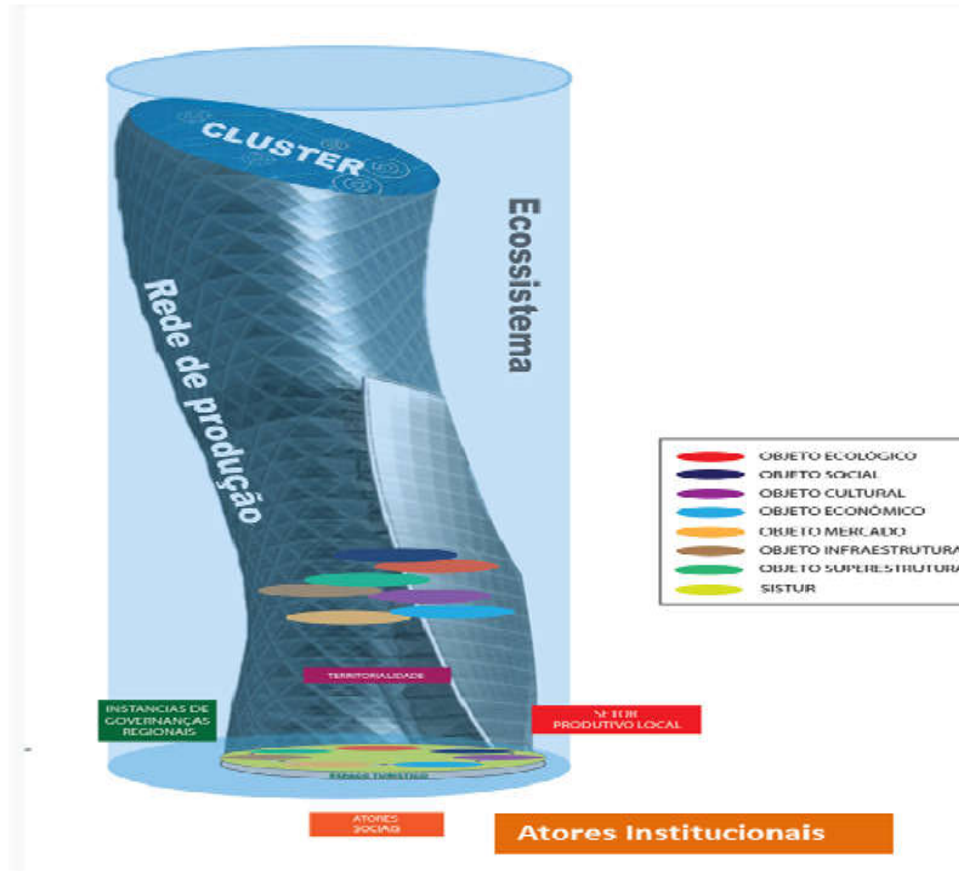 CLUSTER
Ecossistema
Rede de produção
OBJETO ECOLÓGICO
OBJETO SOCIAL
OBJETO CULTURAL
OBJETO ECONÔMICO
OBJETO MERCADO
OBJETO INFRAESTRUTURA
OBJETO SUPERESTRUTURA
SISTUR
TERRITORIALIDADE
INSTANCIAS DE
GOVERNANÇAS
REGIONAIS
SETOR
PRODUTIVO LOCAL
ESPAÇO TURÍSTICO
ATORES
SOCIAIS
Atores Institucionais